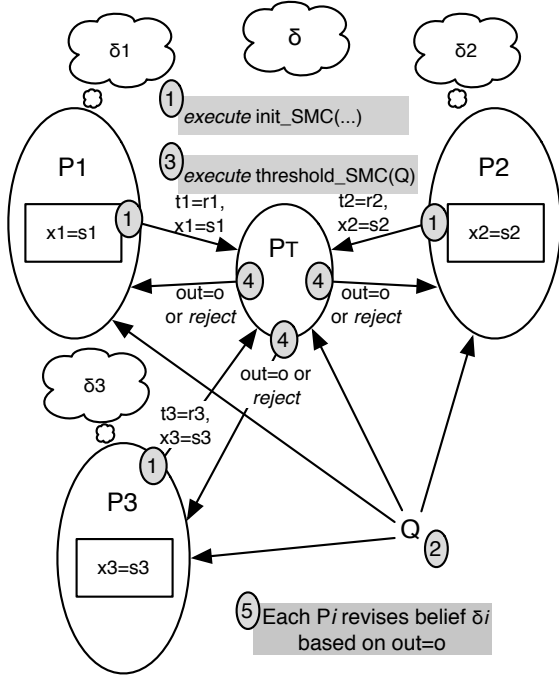 δ1
δ
δ2
1
execute init_SMC(...)
P1
3
execute threshold_SMC(Q)
P2
t1=r1,
x1=s1
t2=r2,
x2=s2
1
x1=s1
PT
1
x2=s2
4
4
out=o
or reject
out=o
or reject
4
out=o or
reject
δ3
t3=r3,
x3=s3
1
P3
x3=s3
Q
2
5
Each Pi revises belief δi
based on out=o